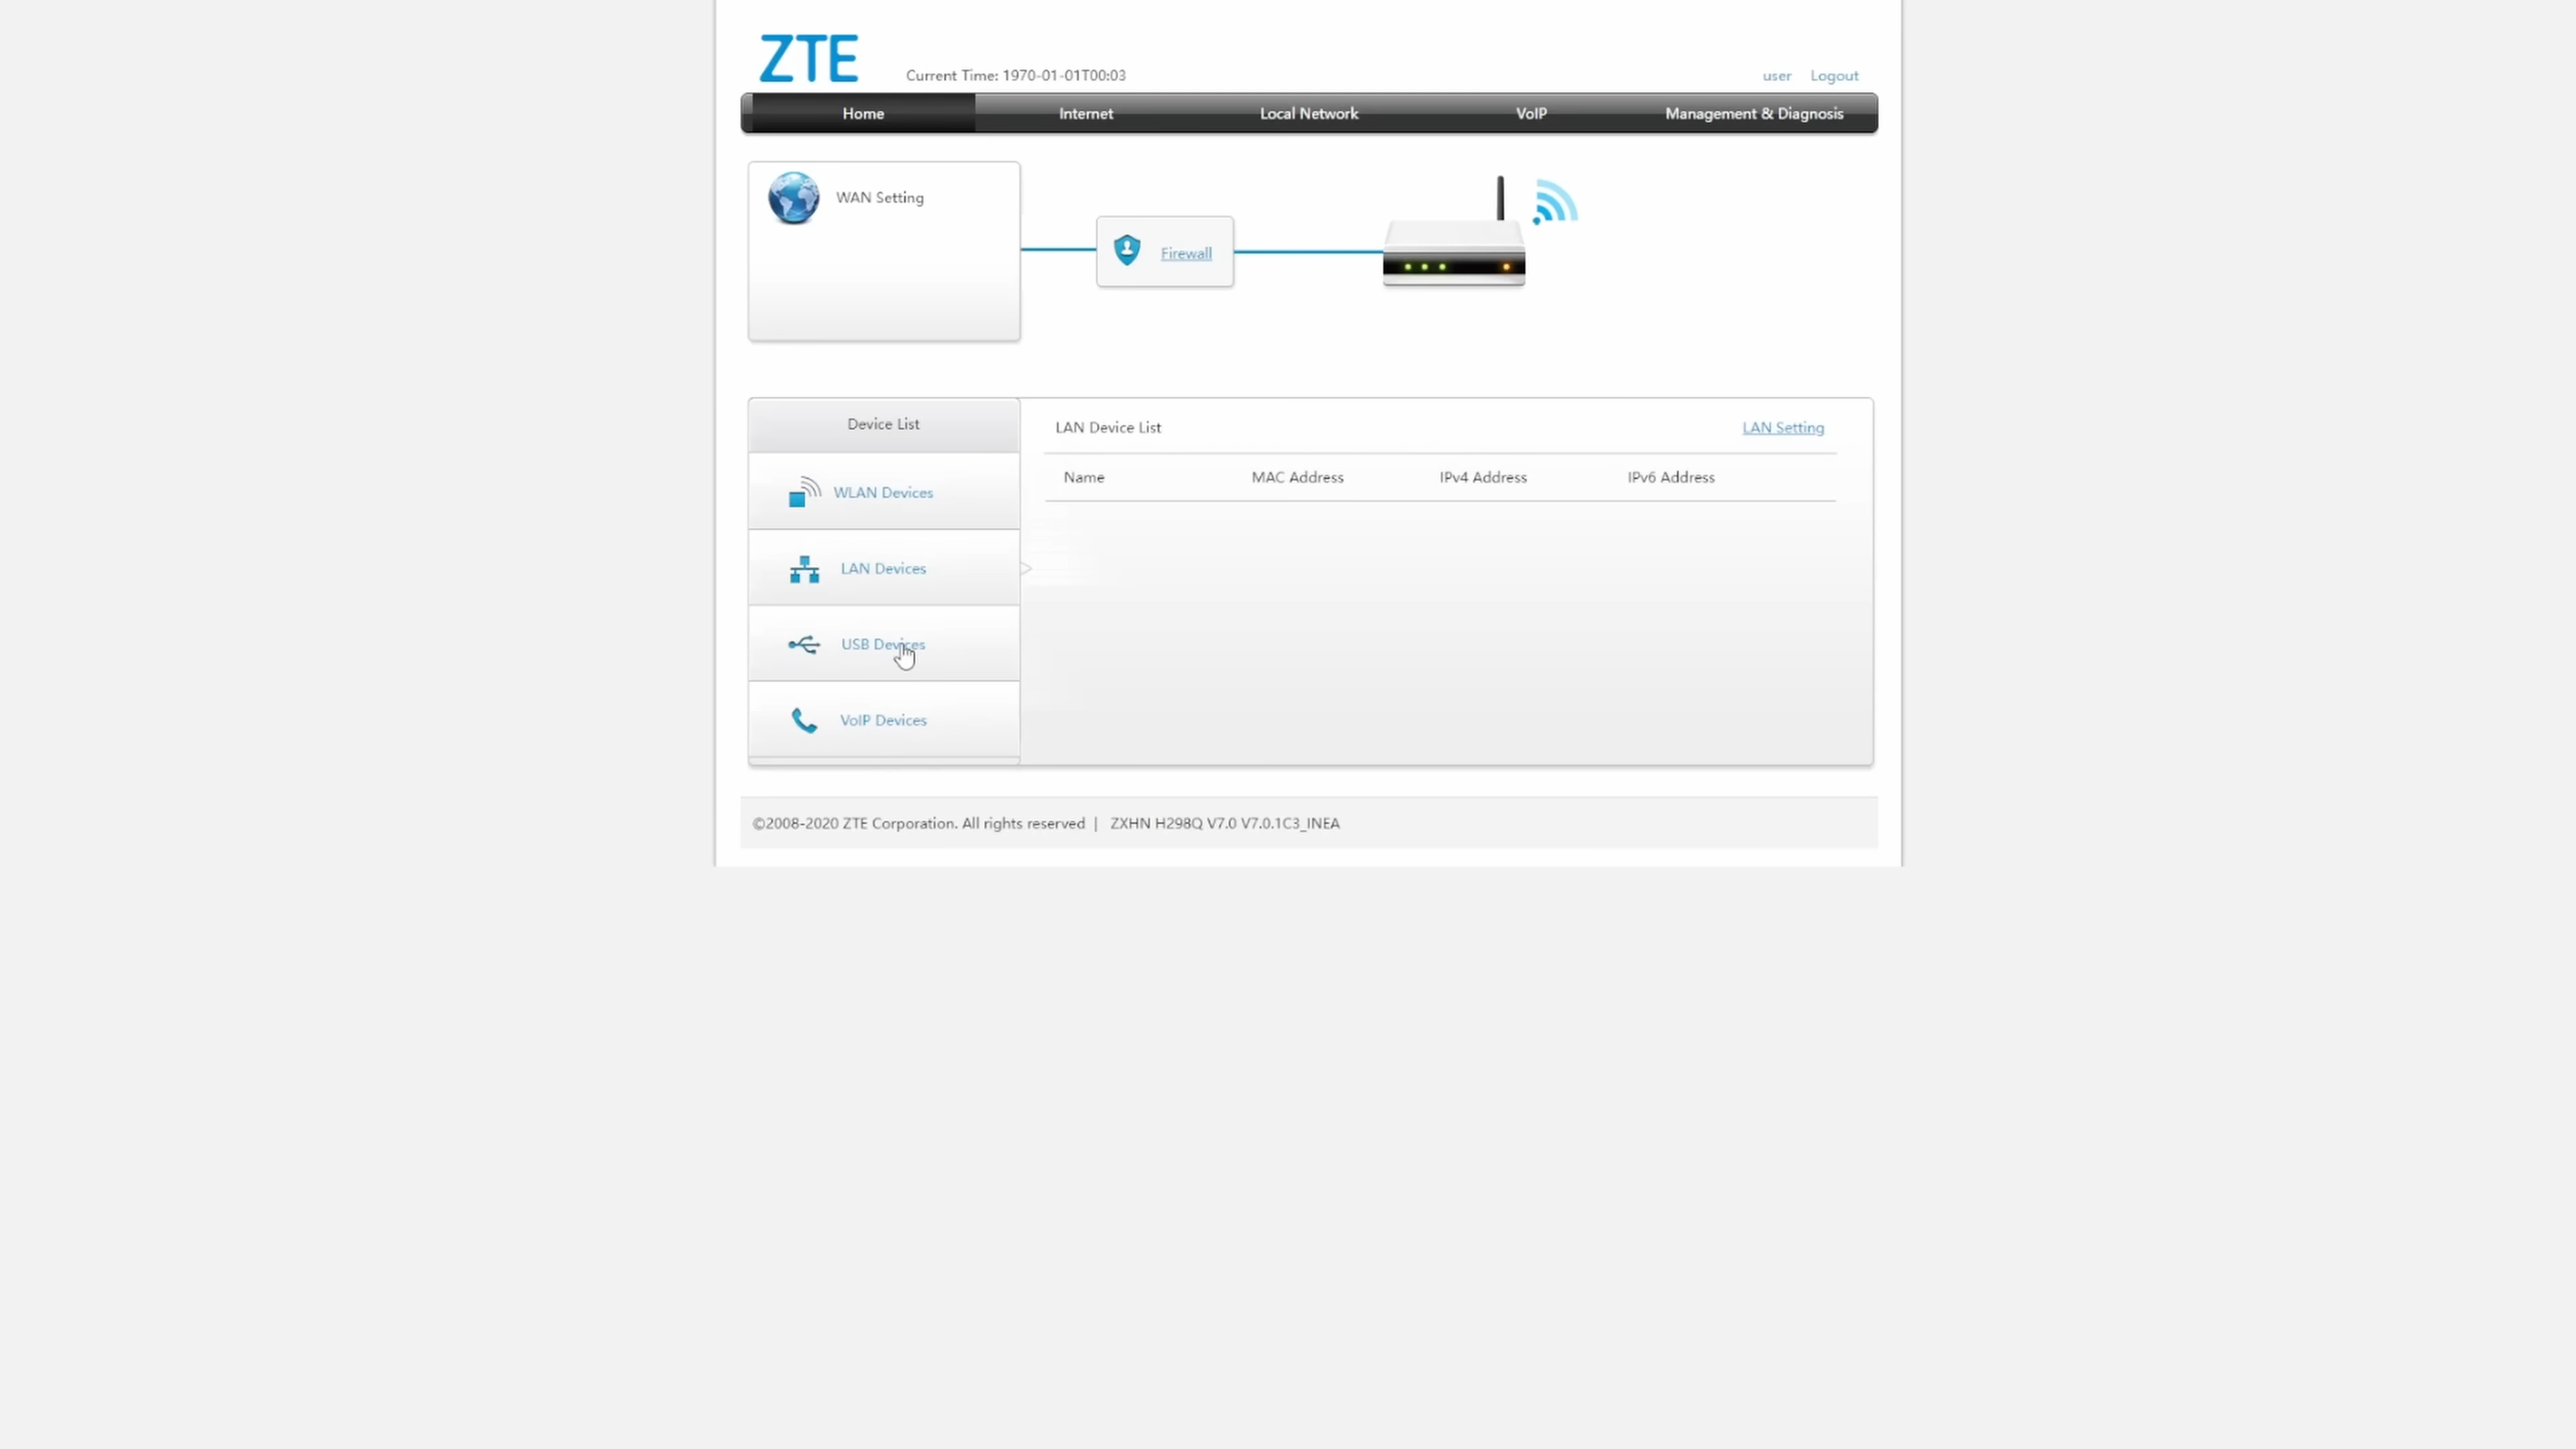 ZTE
Current Time: 1970-01-01T00:03
user Logout
Home Internet Local Network VoIP Management & Diagnosis
WAN Setting
Firewall
Device List
LAN Device List LAN Setting
Name MAC Address IPv4 Address IPv6 Address
WLAN Devices
LAN Devices
USB Devices
VoIP Devices
©2008-2020 ZTE Corporation. All rights reserved | ZXHN H298Q V7.0 V7.0.1C3_INEA